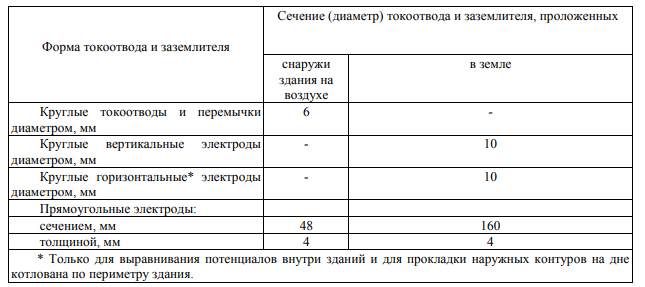 Форма токоотвода и заземлителя
Сечение (диаметр) токоотвода и заземлителя, проложенных
снаружи
здания на
воздухе
в земле
Круглые токоотводы и перемычки
диаметром, мм
6
-
Круглые вертикальные электроды
диаметром, мм
-
10
Круглые горизонтальные* электроды
диаметром, мм
-
10
Прямоугольные электроды:
сечением, мм
48
160
толщиной, мм
4
4
* Только для выравнивания потенциалов внутри зданий и для прокладки наружных контуров на дне
котлована по периметру здания.